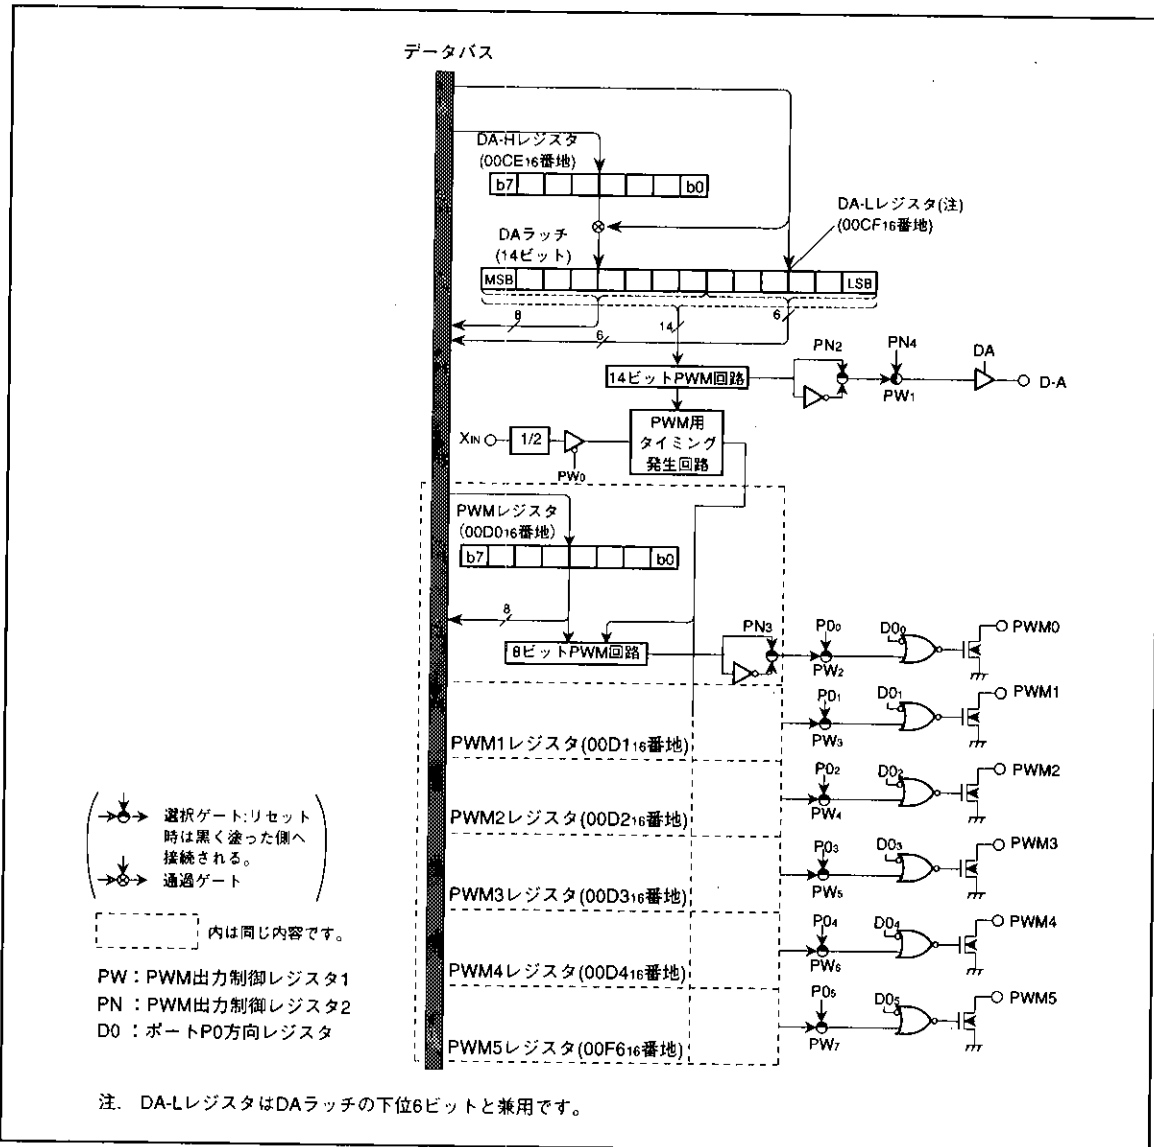 データバス
DA-Hレジスタ
(00CE16番地)
b7 b0
DA-Lレジスタ(注)
(00CF16番地)
DAラッチ
(14ビット)
MSB LSB
8 14 6
6
PN2 PN4 DA
14ビットPWM回路
PW1
D-A
XIN 1/2
PW0
PWM用
タイミング
発生回路
PWMレジスタ
(00D016番地)
b7 b0
8
8ビットPWM回路
PN3 P00 D00 PWM0
PW2
P01 D01 PWM1
PW3
PWM1レジスタ(00D116番地)
P02 D02 PWM2
PW4
PWM2レジスタ(00D216番地)
P03 D03 PWM3
PW5
PWM3レジスタ(00D316番地)
P04 D04 PWM4
PW6
PWM4レジスタ(00D416番地)
P05 D05 PWM5
PW7
PWM5レジスタ(00F616番地)
選択ゲート:リセット
時は黒く塗った側へ
接続される。
通過ゲート
内は同じ内容です。
PW:PWM出力制御レジスタ1
PN:PWM出力制御レジスタ2
D0:ポートP0方向レジスタ
注. DA-LレジスタはDAラッチの下位6ビットと兼用です。